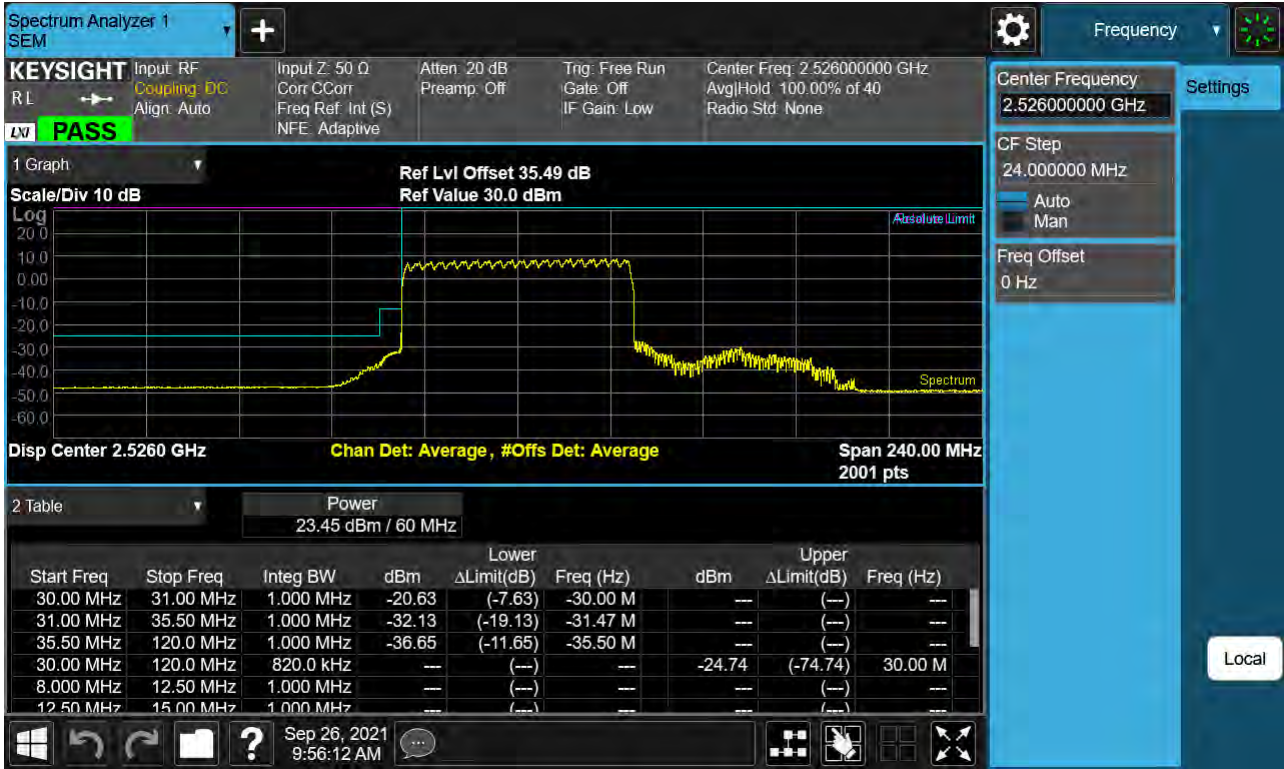 Spectrum Analyzer 1
SEM
Frequency
KEYSIGHT
RL
LXI
PASS
Input: RF
Coupling: DC
Align: Auto
Input Z: 50 Ω
Corr CCorr
Freq Ref: Int (S)
NFE: Adaptive
Atten: 20 dB
Preamp: Off
Trig: Free Run
Gate: Off
IF Gain: Low
Center Freq: 2.526000000 GHz
Avg|Hold: 100.00% of 40
Radio Std: None
Center Frequency
2.526000000 GHz
Settings
CF Step
24.000000 MHz
Auto
Man
Freq Offset
0 Hz
1 Graph
Scale/Div 10 dB
Ref Lvl Offset 35.49 dB
Ref Value 30.0 dBm
Log
Absolute Limit
20.0
10.0
0.00
-10.0
-20.0
-30.0
-40.0
-50.0
-60.0
Spectrum
Disp Center 2.5260 GHz
Chan Det: Average, #Offs Det: Average
Span 240.00 MHz
2001 pts
2 Table
Power
23.45 dBm / 60 MHz
Lower Upper
Start Freq Stop Freq Integ BW dBm ΔLimit(dB) Freq (Hz) dBm ΔLimit(dB) Freq (Hz)
30.00 MHz 31.00 MHz 1.000 MHz -20.63 (-7.63) -30.00 M --- (---) ---
31.00 MHz 35.50 MHz 1.000 MHz -32.13 (-19.13) -31.47 M --- (---) ---
35.50 MHz 120.0 MHz 1.000 MHz -36.65 (-11.65) -35.50 M --- (---) ---
30.00 MHz 120.0 MHz 820.0 kHz --- (---) --- -24.74 (-74.74) 30.00 M
8.000 MHz 12.50 MHz 1.000 MHz --- (---) --- --- (---) ---
12.50 MHz 15.00 MHz 1.000 MHz --- (---) --- --- (---) ---
Local
?
Sep 26, 2021
9:56:12 AM